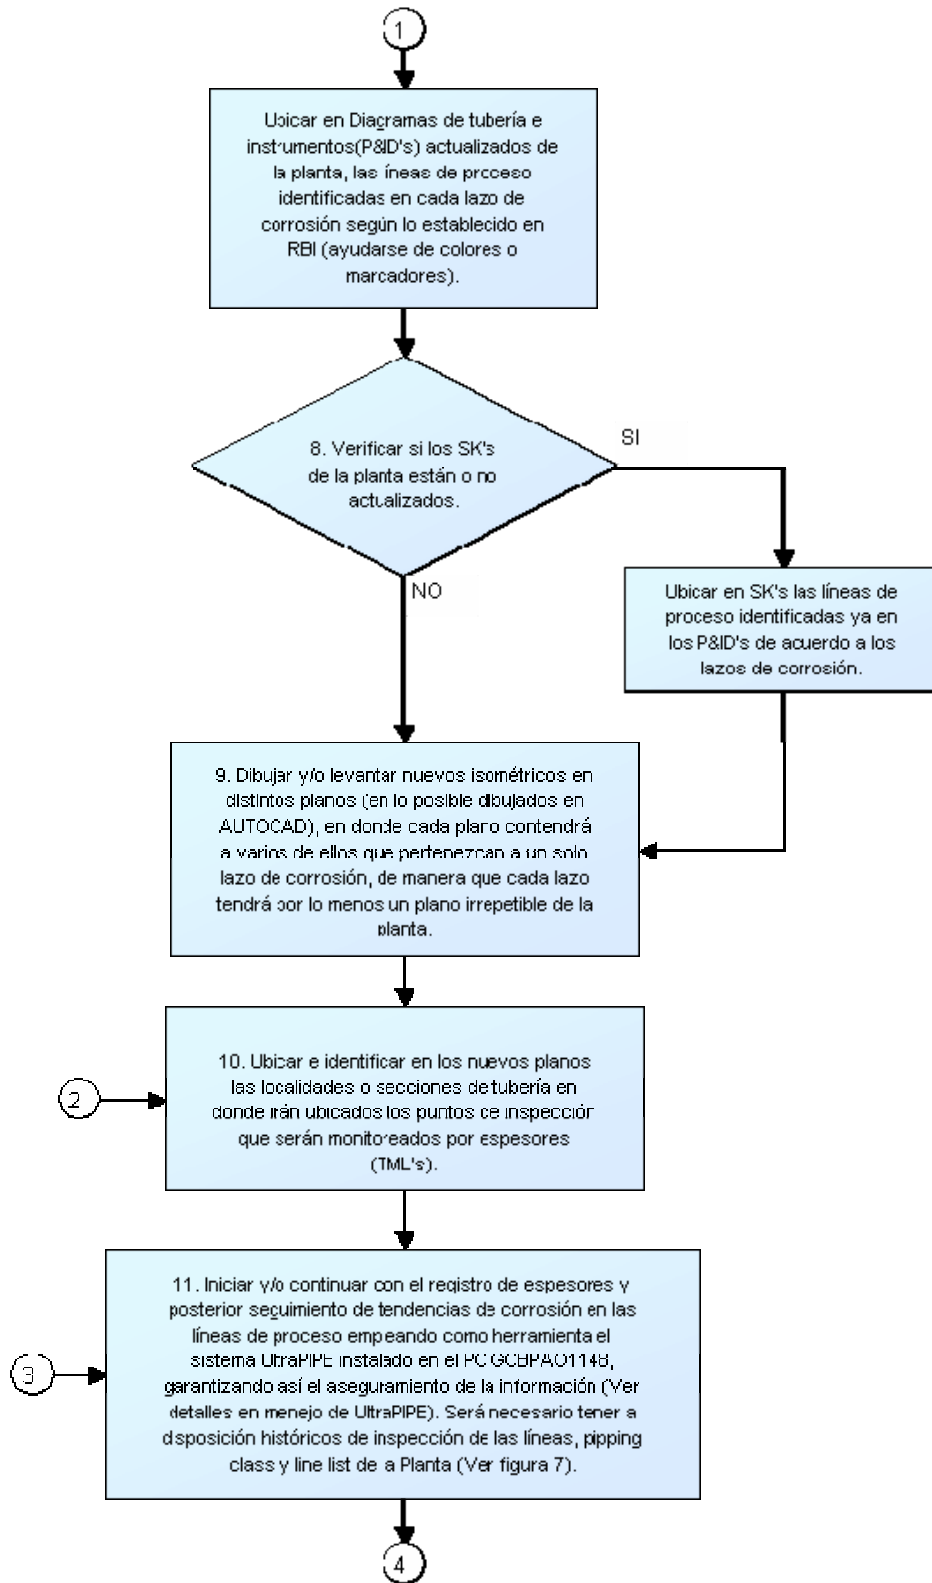 1
Ubicar en Diagramas de tubería e
instrumentos(P&ID's) actualizados de
la planta, las íneas de proceso
identificadas en cada lazo de
corrosión según lo establecido en
RBI (ayudarse de colores o
marcadores).
8. Verificar si los SK's
de la planta están o no
actualizados.
SI
NO
Ubicar en SK's las líneas de
proceso identificadas ya en
los P&ID's de acuerdo a los
lazos de corrosión.
9. Dibujar y/o levantar nuevos isométricos en
distintos planos (en lo posible dibujados en
AUTOCAD), en donde cada plano contendrá
a varios de ellos que pertenezcan a un solo
lazo de corrosión, de manera que cada lazo
tendrá por lo menos un plano irrepetible de la
planta.
2
10. Ubicar e identificar en los nuevos planos
las localidades o secciones de tubería en
donde irán ubicados los puntos de inspección
que serán monitoreados por espesores
(TML's).
3
11. Iniciar y/o continuar con el registro de espesores y
posterior seguimiento de tendencias de corrosión en las
líneas de proceso empeando como herramienta el
sistema UltraPIPE instalado en el PC
garantizando así el aseguramiento de la información (Ver
detalles en menejo de UltraPIPE). Será necesario tener a
disposición históricos de inspección de las líneas, pipping
class y line list de a Planta (Ver figura 7).
4